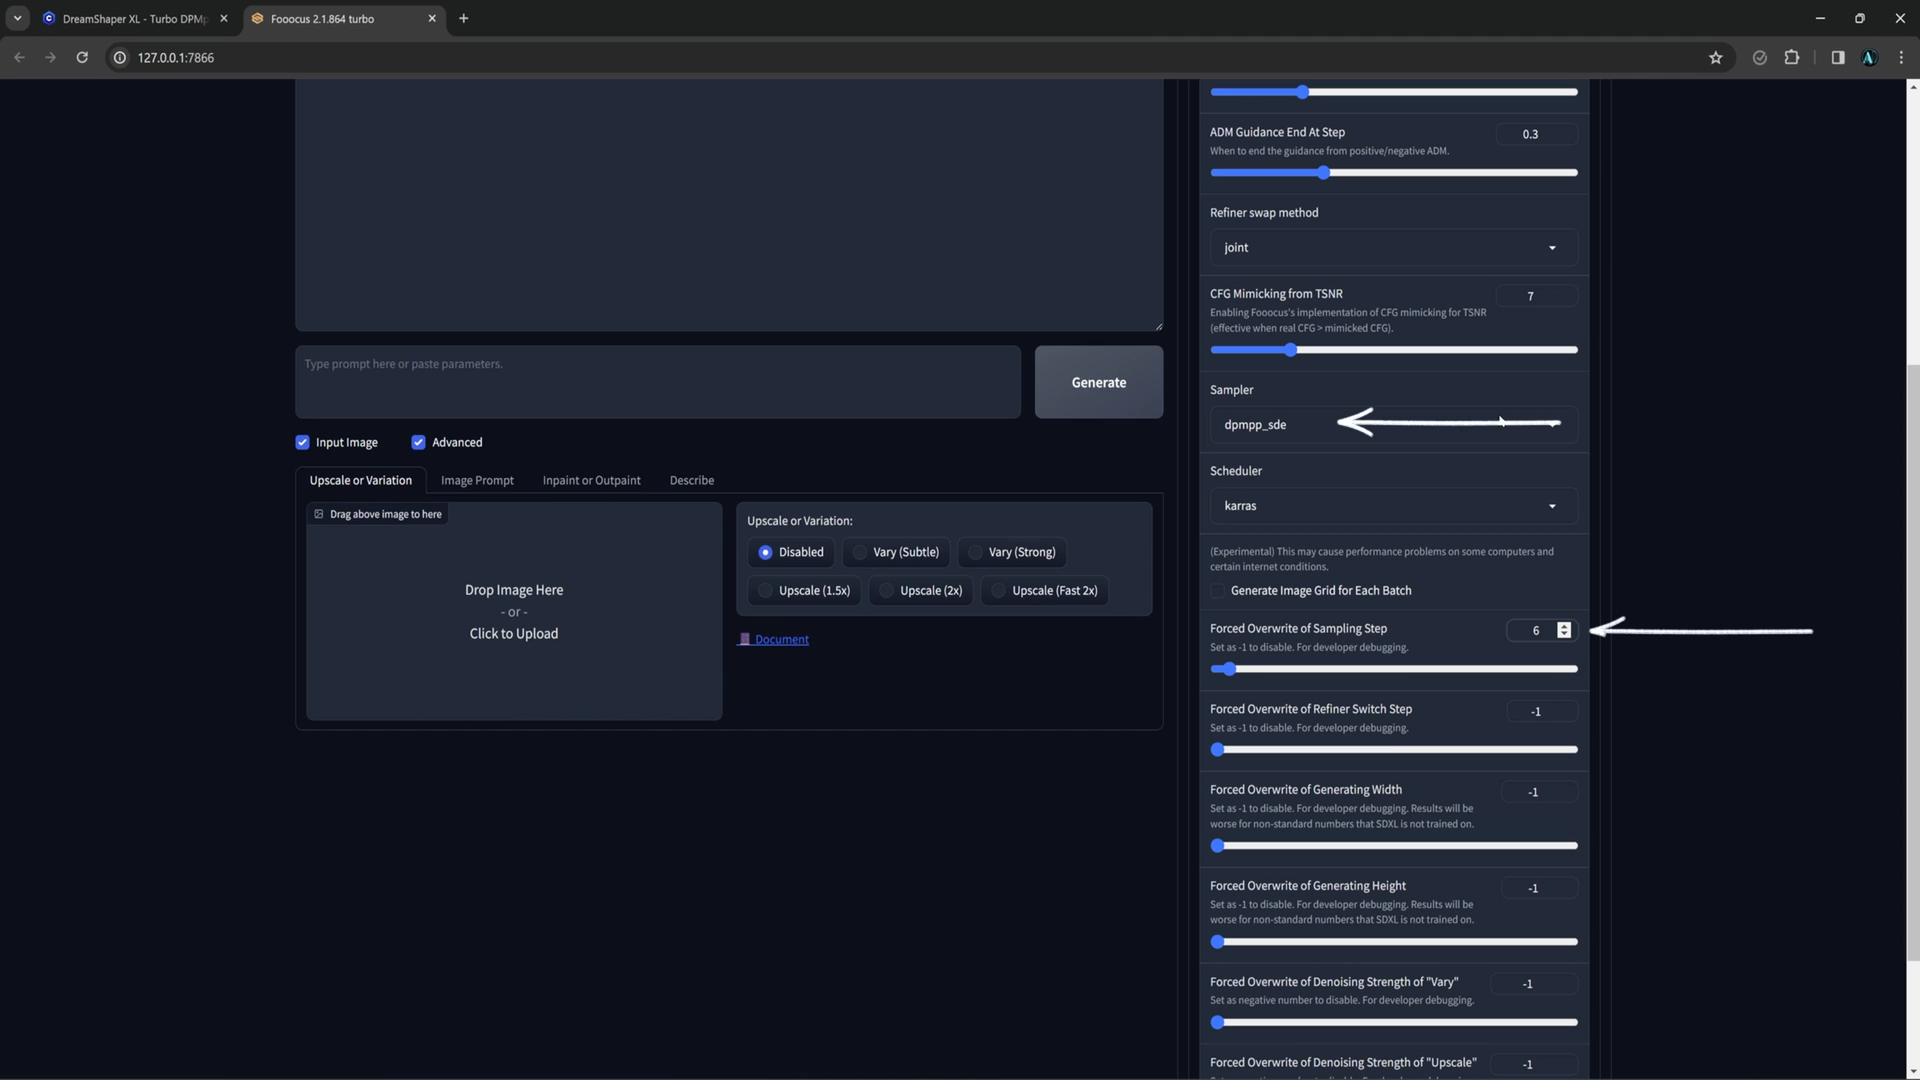 DreamShaper XL - Turbo DPMp
Fooocus 2.1.864 turbo
127.0.0.1:7866
ADM Guidance End At Step
0.3
When to end the guidance from positive/negative ADM.
Refiner swap method
joint
CFG Mimicking from TSNR
7
Enabling Fooocus's implementation of CFG mimicking for TSNR
(effective when real CFG > mimicked CFG).
Type prompt here or paste parameters.
Generate
Sampler
dpmpp_sde
Input Image
Advanced
Scheduler
karras
Upscale or Variation
Image Prompt
Inpaint or Outpaint
Describe
Drag above image to here
Drop Image Here
- or -
Click to Upload
Upscale or Variation:
Disabled
Vary (Subtle)
Vary (Strong)
Upscale (1.5x)
Upscale (2x)
Upscale (Fast 2x)
Document
(Experimental) This may cause performance problems on some computers and
certain internet conditions.
Generate Image Grid for Each Batch
Forced Overwrite of Sampling Step
6
Set as -1 to disable. For developer debugging.
Forced Overwrite of Refiner Switch Step
-1
Set as -1 to disable. For developer debugging.
Forced Overwrite of Generating Width
-1
Set as -1 to disable. For developer debugging. Results will be
worse for non-standard numbers that SDXL is not trained on.
Forced Overwrite of Generating Height
-1
Set as -1 to disable. For developer debugging. Results will be
worse for non-standard numbers that SDXL is not trained on.
Forced Overwrite of Denoising Strength of "Vary"
-1
Set as negative number to disable. For developer debugging.
Forced Overwrite of Denoising Strength of "Upscale"
-1